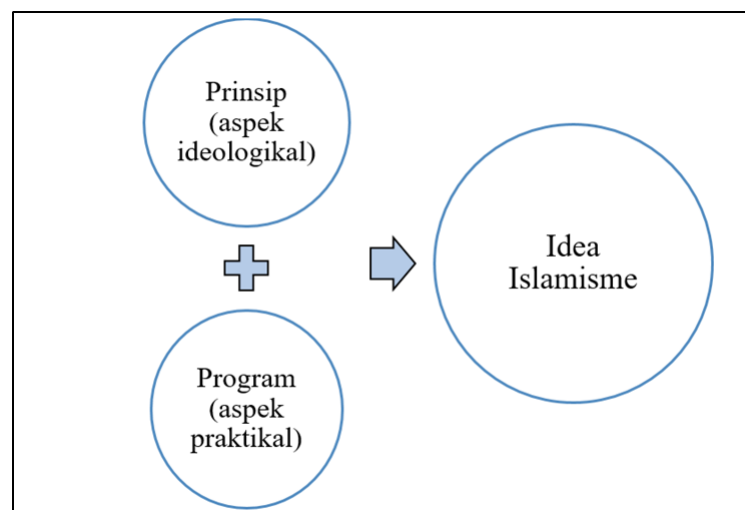 Prinsip
(aspek
ideologikal)
Program
(aspek
praktikal)
Idea
Islamisme